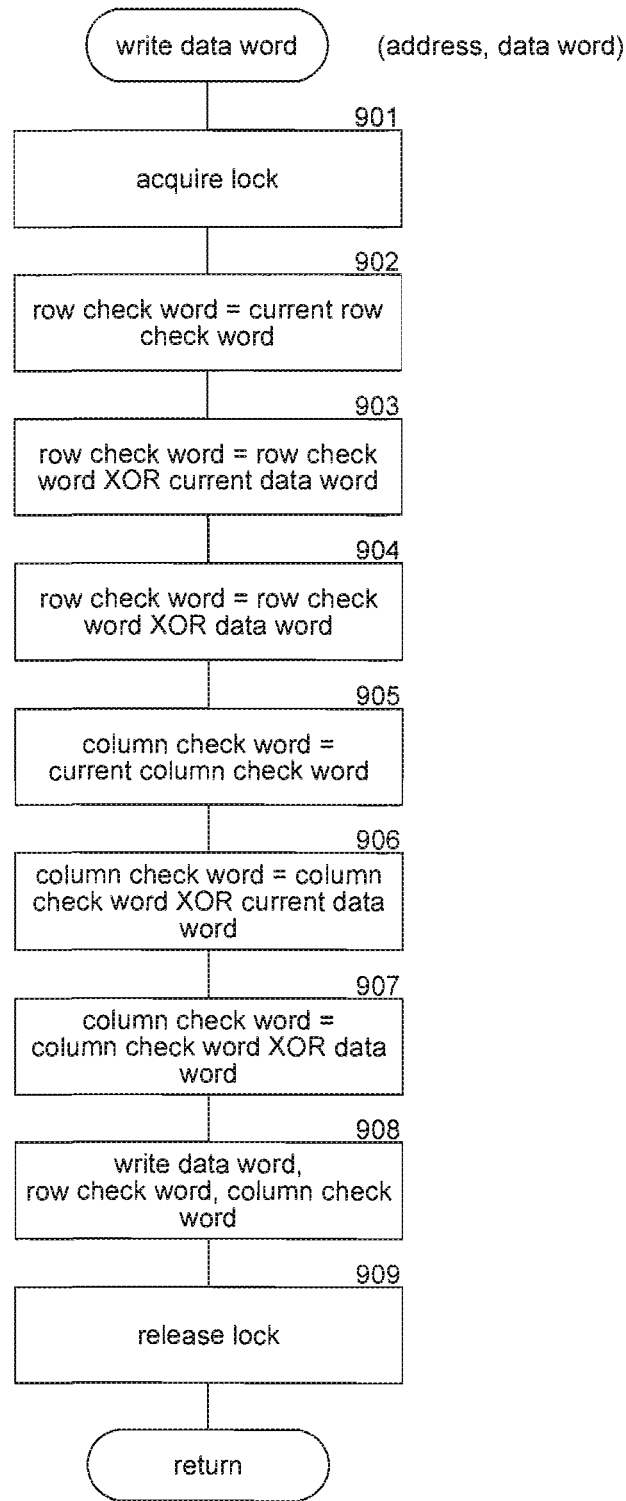 write data word (address, data word)
901
acquire lock
902
row check word = current row
check word
903
row check word = row check
word XOR current data word
904
row check word = row check
word XOR data word
905
column check word =
current column check word
906
column check word = column
check word XOR current data
word
907
column check word =
column check word XOR data
word
908
write data word,
row check word, column check
word
909
release lock
return